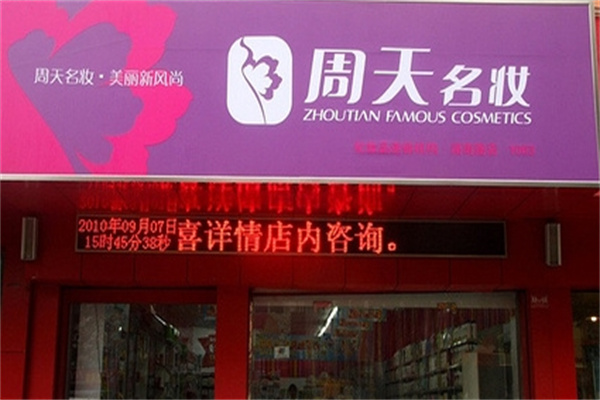 周天名妆·美丽新风尚
周天名妆
ZHOUTIAN FAMOUS COSMETICS
2010年09月07日
15时45分38秒
喜详情店内咨询。